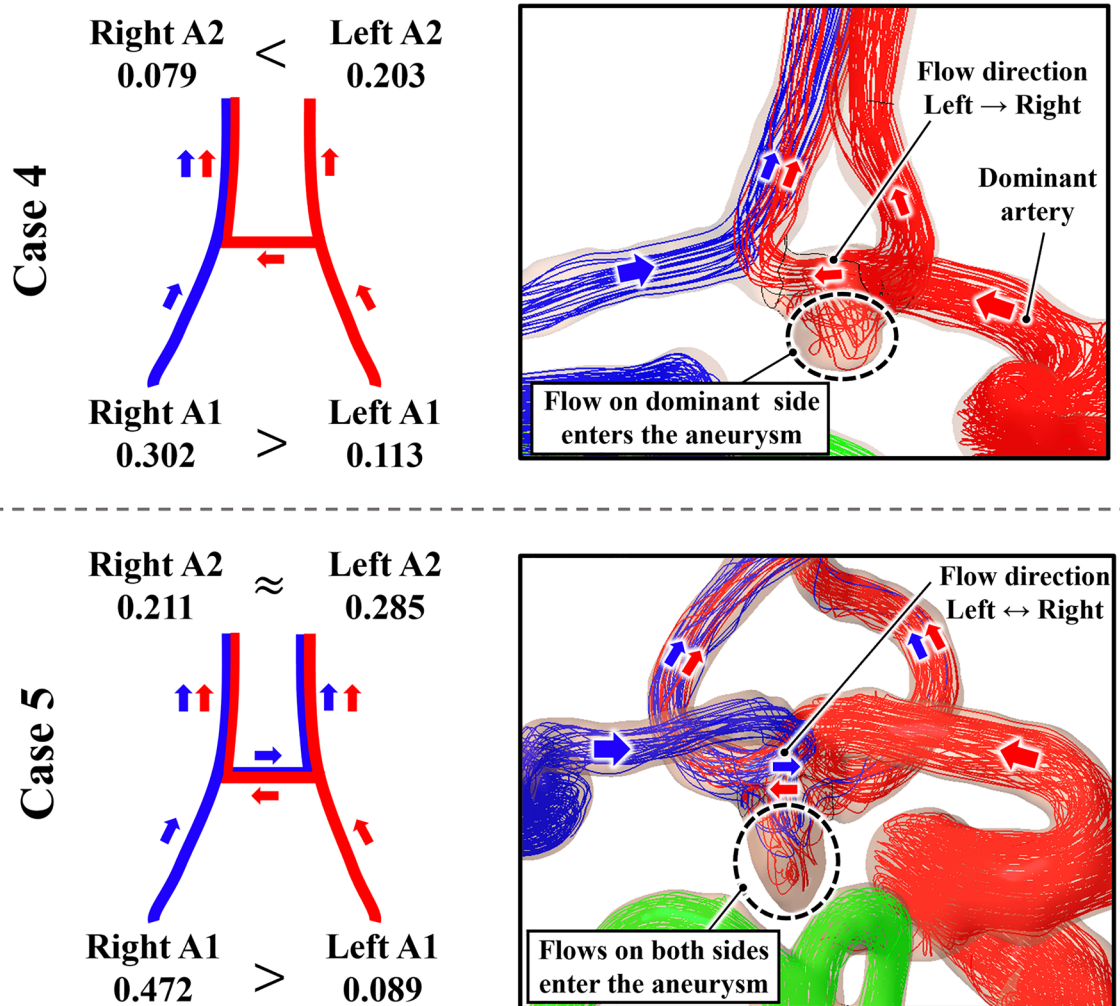 Case 4
Right A2 < Left A2
0.079 0.203
Right A1 > Left A1
0.302 0.113
Flow direction
Left → Right
Dominant
artery
Flow on dominant side
enters the aneurysm
Case 5
Right A2 ≈ Left A2
0.211 0.285
Right A1 > Left A1
0.472 0.089
Flow direction
Left ↔ Right
Flows on both sides
enter the aneurysm